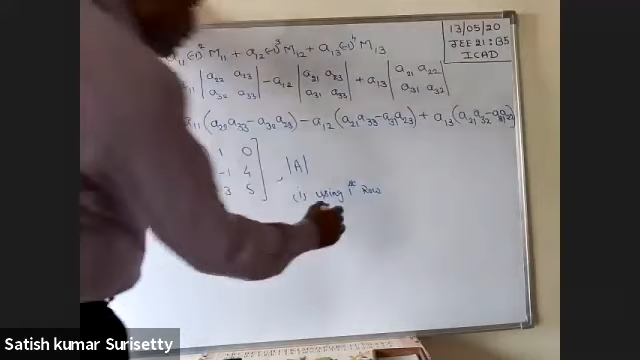 13/05/20
JEE 21: B5
ICAD
a₁₁(-1)² M₁₁ + a₁₂(-1)³ M₁₂ + a₁₃(-1)⁴ M₁₃
| a₂₂ a₂₃ | - a₁₂ | a₂₁ a₂₃ | + a₁₃ | a₂₁ a₂₂ |
| a₃₂ a₃₃ | | a₃₁ a₃₃ | | a₃₁ a₃₂ |
a₁₁(a₂₂a₃₃ - a₃₂a₂₃) - a₁₂(a₂₁a₃₃ - a₃₁a₂₃) + a₁₃(a₂₁a₃₂ -
1 0
-1 4 , |A|
3 5
(i) using 1st Row
Satish kumar Surisetty